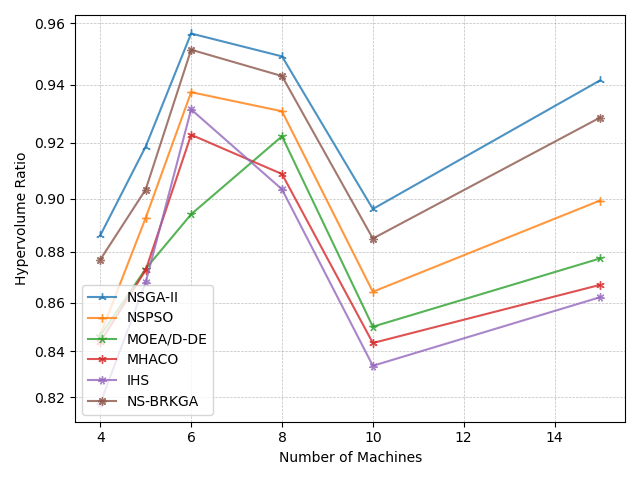 0.96
0.94
0.92
0.90
0.88
0.86
0.84
0.82
Hypervolume Ratio
NSGA-II
NSPSO
MOEA/D-DE
MHACO
IHS
NS-BRKGA
4 6 8 10 12 14
Number of Machines